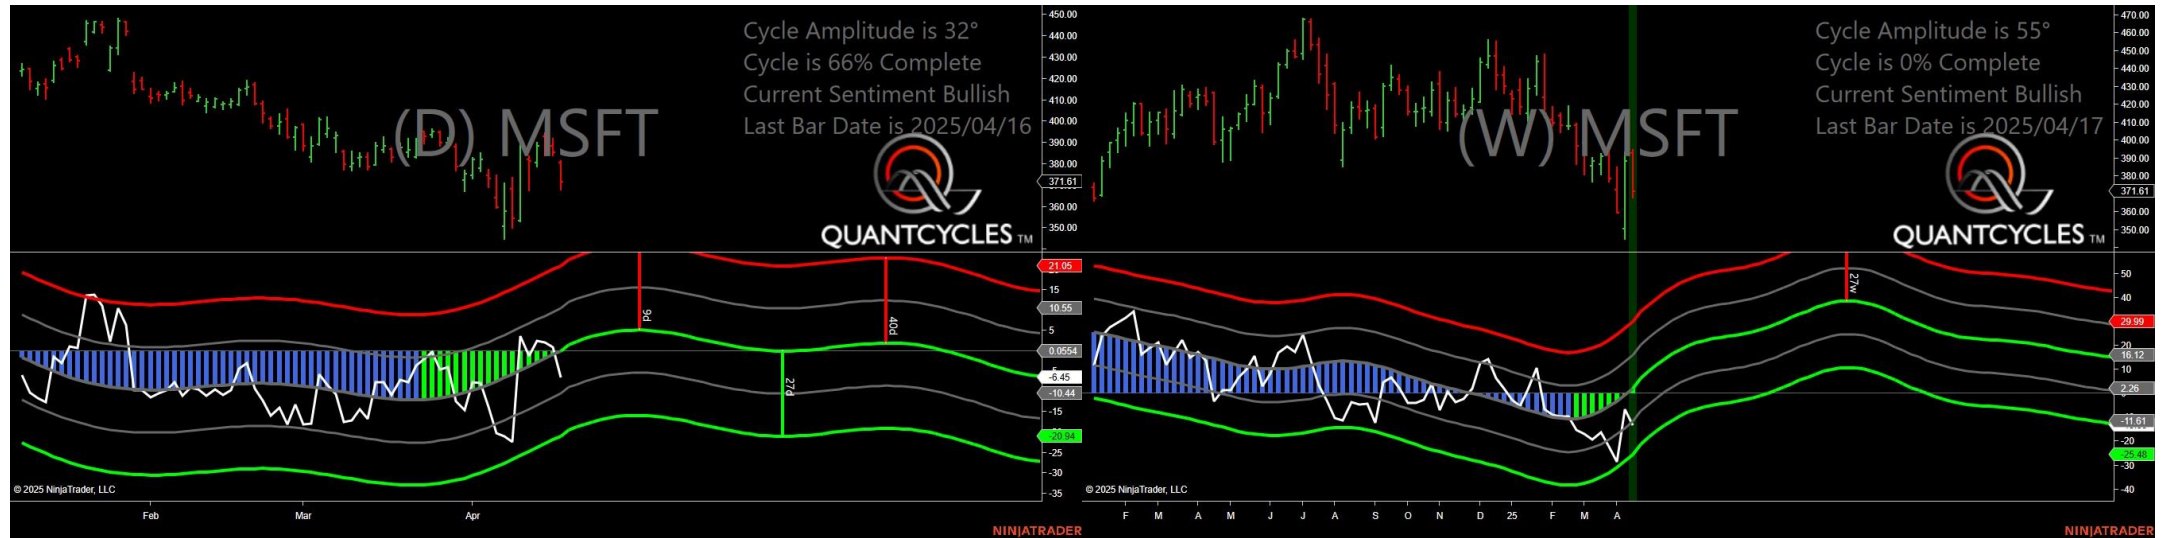 Cycle Amplitude is 32°
Cycle is 66% Complete
Current Sentiment Bullish
Last Bar Date is 2025/04/16
(D) MSFT
QUANTCYCLES TM
450.00
440.00
430.00
420.00
410.00
400.00
390.00
380.00
371.61
360.00
350.00
9d
27d
40d
21.05
15
10.55
5
0.0554
-6.45
-10.44
-15
-20.94
-25
-30
-35
© 2025 NinjaTrader, LLC
Feb
Mar
Apr
NINJATRADER
Cycle Amplitude is 55°
Cycle is 0% Complete
Current Sentiment Bullish
Last Bar Date is 2025/04/17
(W) MSFT
QUANTCYCLES TM
470.00
460.00
450.00
440.00
430.00
420.00
410.00
400.00
390.00
380.00
371.61
360.00
350.00
27w
50
40
29.99
20
16.12
10
2.26
-11.61
-20
-25.48
-30
-40
© 2025 NinjaTrader, LLC
F
M
A
M
J
J
A
S
O
N
D
25
F
M
A
NINJATRADER